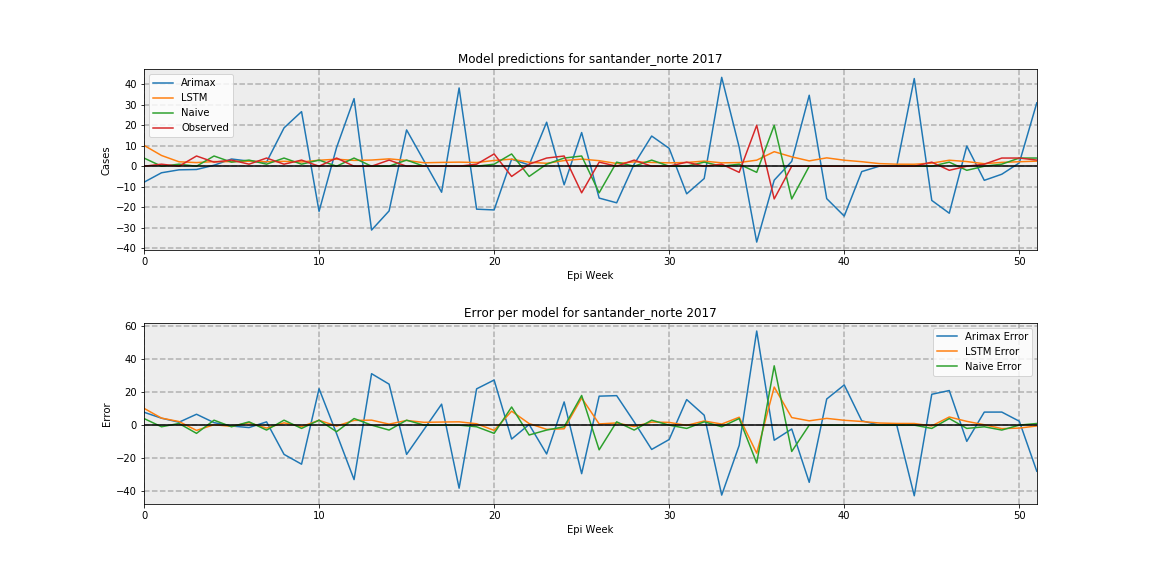 Model predictions for santander_norte 2017
Arimax
LSTM
Naive
Observed
40
30
20
10
0
−10
−20
−30
−40
Cases
0
10
20
30
40
50
Epi Week
Error per model for santander_norte 2017
Arimax Error
LSTM Error
Naive Error
60
40
20
0
−20
−40
Error
0
10
20
30
40
50
Epi Week